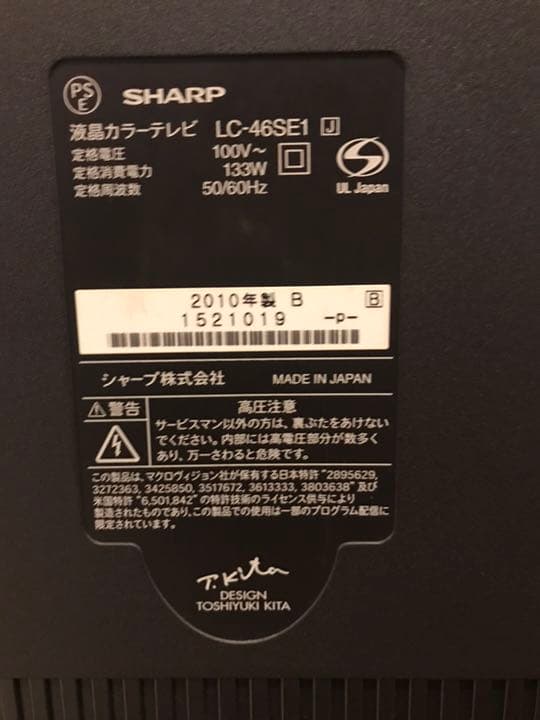 PSE
SHARP
液晶カラーテレビ LC-46SE1 J
定格電圧 100V～
定格消費電力 133W
定格周波数 50/60Hz
UL Japan
2010年製 B B
1521019 -p-
シャープ株式会社 MADE IN JAPAN
警告 高圧注意
サービスマン以外の方は、裏ぶたをあけない
でください。内部には高電圧部分が数多く
あり、万一さわると危険です。
この製品は、マクロヴィジョン社が保有する日本特許"2895629,
3272363, 3425850, 3517672, 3613333, 3803638"及び
米国特許"6,501,842"の特許技術のライセンス供与により
製造されたものであり、この製品での使用は一部のプログラム配信に
限定されています。
T. Kita
DESIGN
TOSHIYUKI KITA